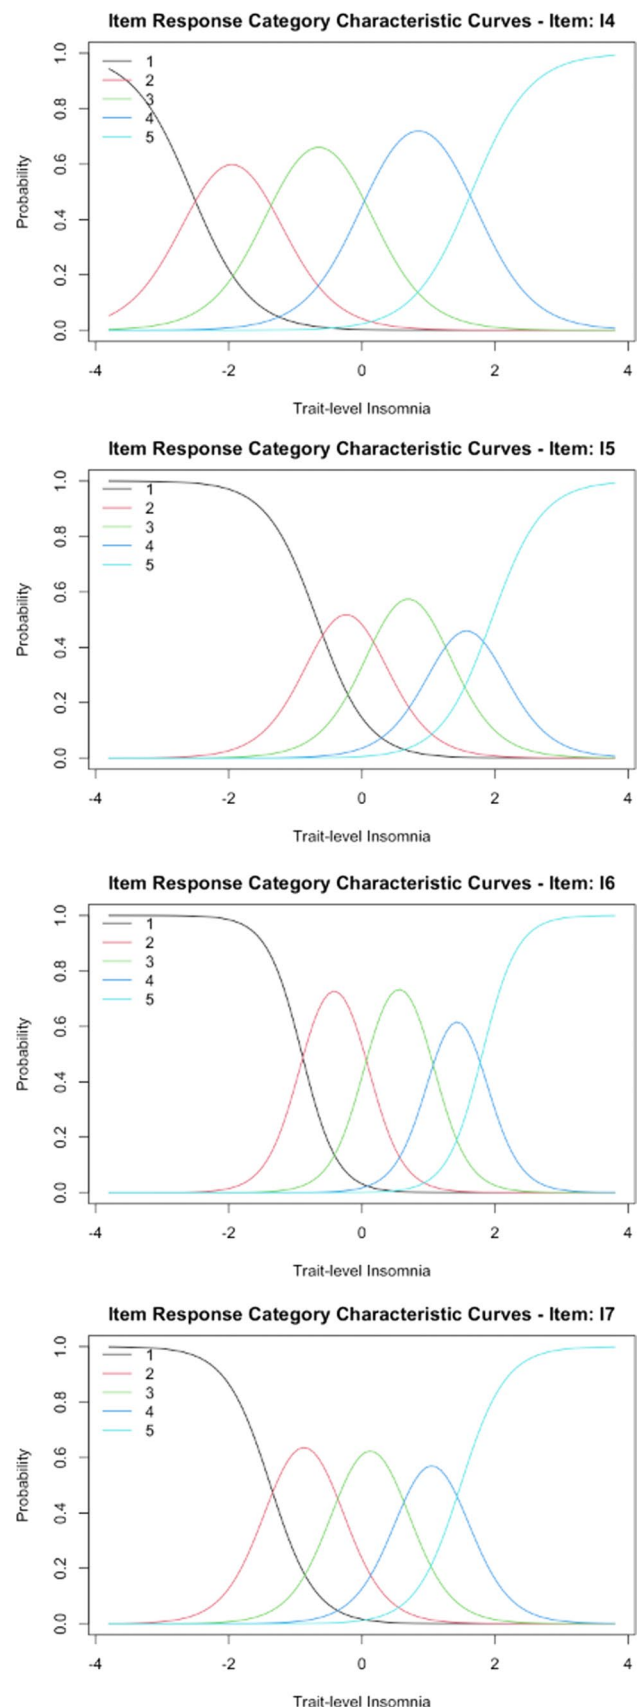 Item Response Category Characteristic Curves - Item: I4
1
2
3
4
5
Probability
0.0 0.2 0.4 0.6 0.8 1.0
-4 -2 0 2 4
Trait-level Insomnia
Item Response Category Characteristic Curves - Item: I5
1
2
3
4
5
Probability
0.0 0.2 0.4 0.6 0.8 1.0
-4 -2 0 2 4
Trait-level Insomnia
Item Response Category Characteristic Curves - Item: I6
1
2
3
4
5
Probability
0.0 0.2 0.4 0.6 0.8 1.0
-4 -2 0 2 4
Trait-level Insomnia
Item Response Category Characteristic Curves - Item: I7
1
2
3
4
5
Probability
0.0 0.2 0.4 0.6 0.8 1.0
-4 -2 0 2 4
Trait-level Insomnia